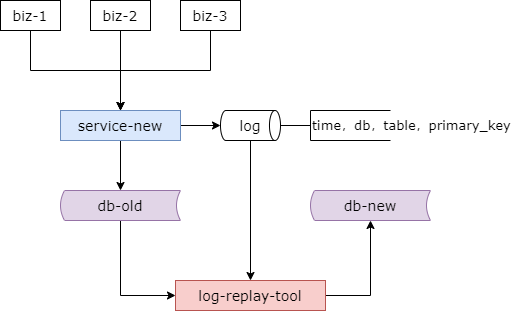 biz-1
biz-2
biz-3
service-new
log
time, db, table, primary_key
db-old
db-new
log-replay-tool